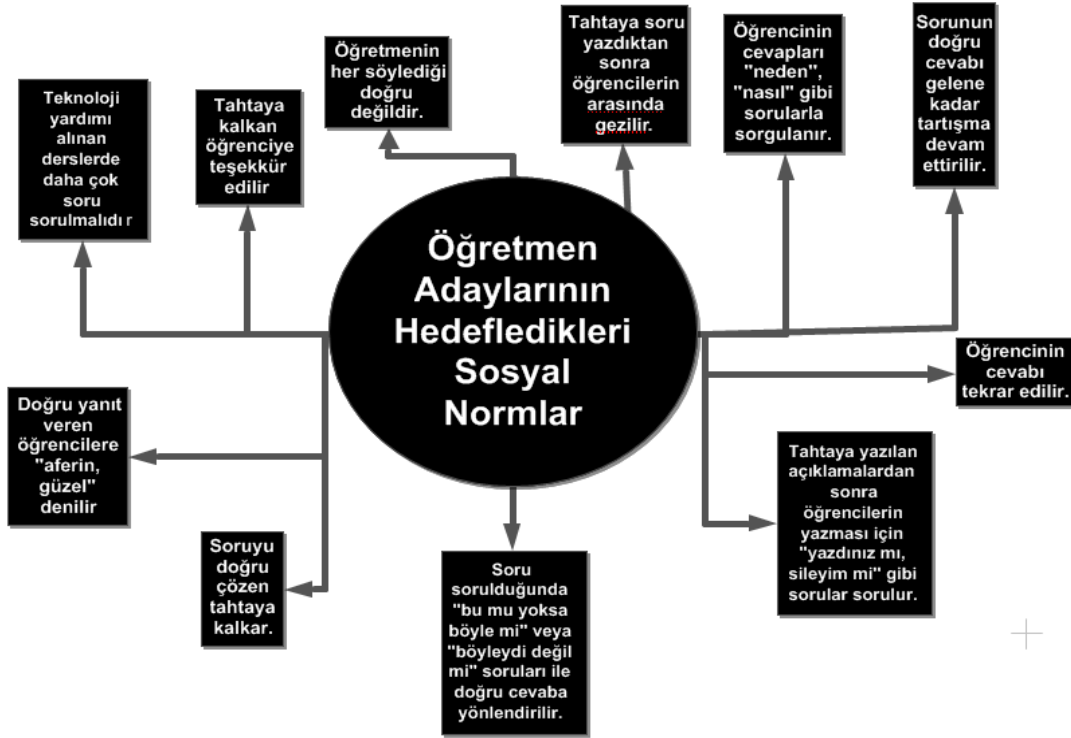 Teknoloji
yardımı
alınan
derslerde
daha çok
soru
sorulmalıdır
Tahtaya
kalkan
öğrenciye
teşekkür
edilir
Öğretmenin
her söylediği
doğru
değildir.
Tahtaya soru
yazdıktan
sonra
öğrencilerin
arasında
gezilir.
Öğrencinin
cevapları
"neden",
"nasıl" gibi
sorularla
sorgulanır.
Sorunun
doğru
cevabı
gelene
kadar
tartışma
devam
ettirilir.
Öğretmen
Adaylarının
Hedefledikleri
Sosyal
Normlar
Öğrencinin
cevabı
tekrar edilir.
Doğru yanıt
veren
öğrencilere
"aferin,
güzel"
denilir
Soruyu
doğru
çözen
tahtaya
kalkar.
Soru
sorulduğunda
"bu mu yoksa
böyle mi" veya
"böyleydi değil
mi" soruları ile
doğru cevaba
yönlendirilir.
Tahtaya yazılan
açıklamalardan
sonra
öğrencilerin
yazması için
"yazdınız mı,
sileyim mi" gibi
sorular sorulur.